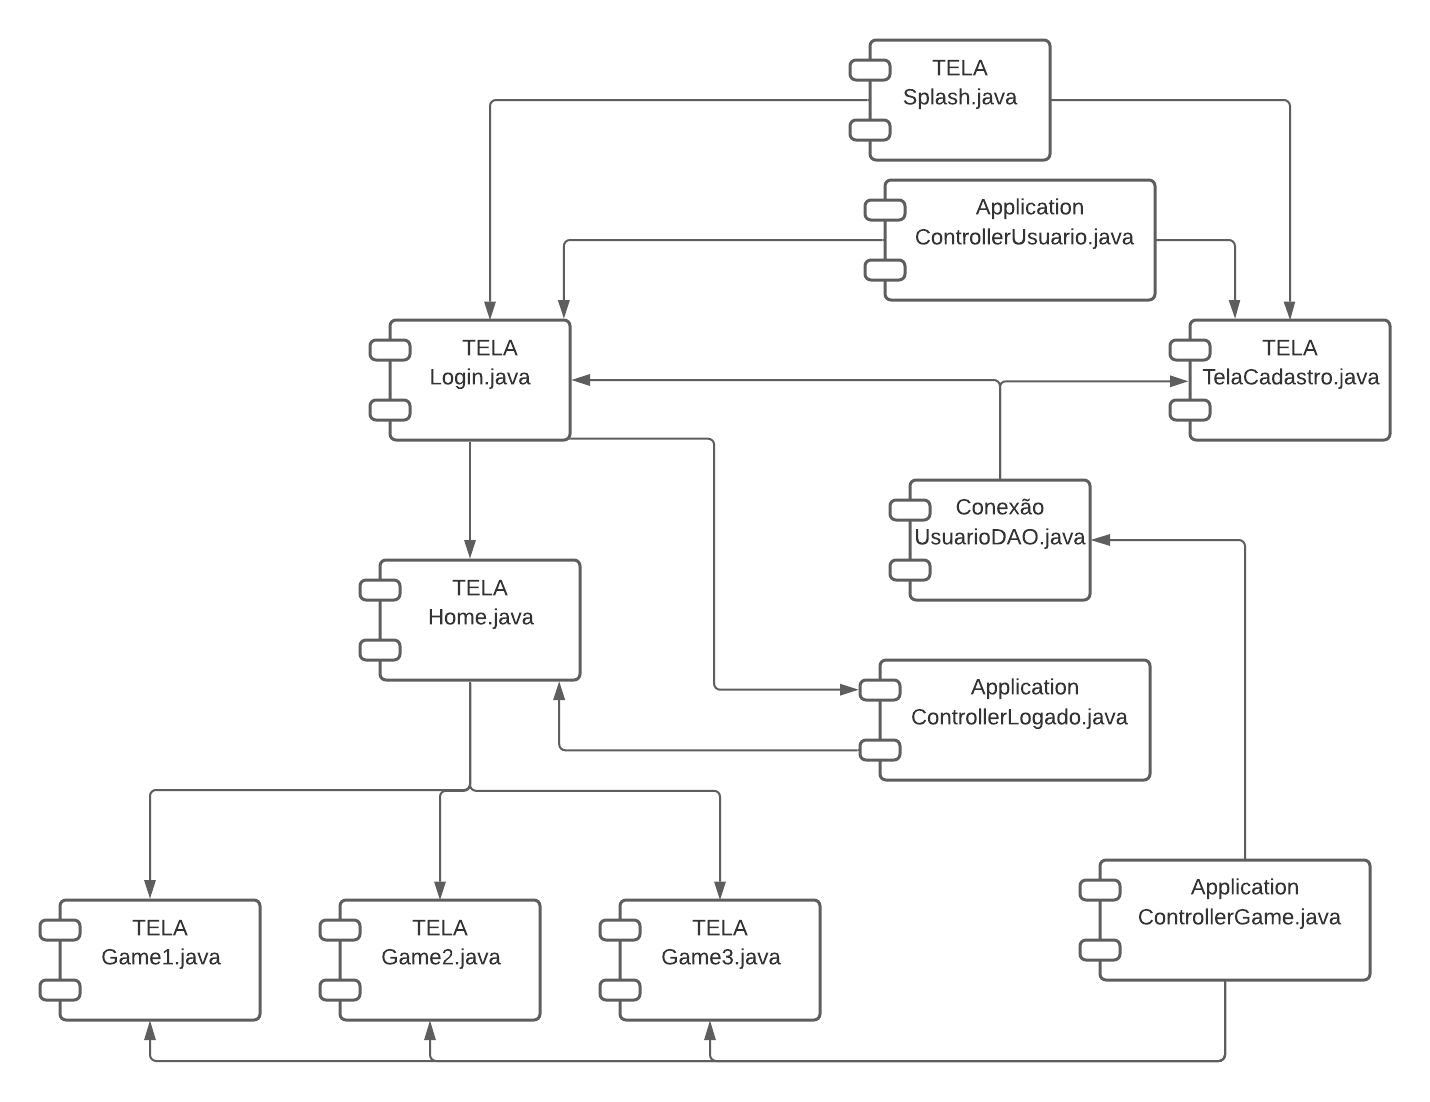 TELA
Splash.java
Application
ControllerUsuario.java
TELA
Login.java
TELA
TelaCadastro.java
Conexão
UsuarioDAO.java
TELA
Home.java
Application
ControllerLogado.java
Application
ControllerGame.java
TELA
Game1.java
TELA
Game2.java
TELA
Game3.java